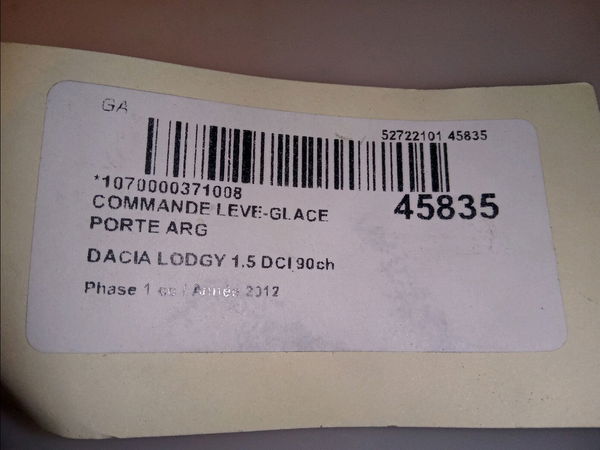 GA
52722101 45835
*1070000371008
COMMANDE LEVE-GLACE
PORTE ARG
45835
DACIA LODGY 1.5 DCI 90ch
Phase 1 / Année 2012